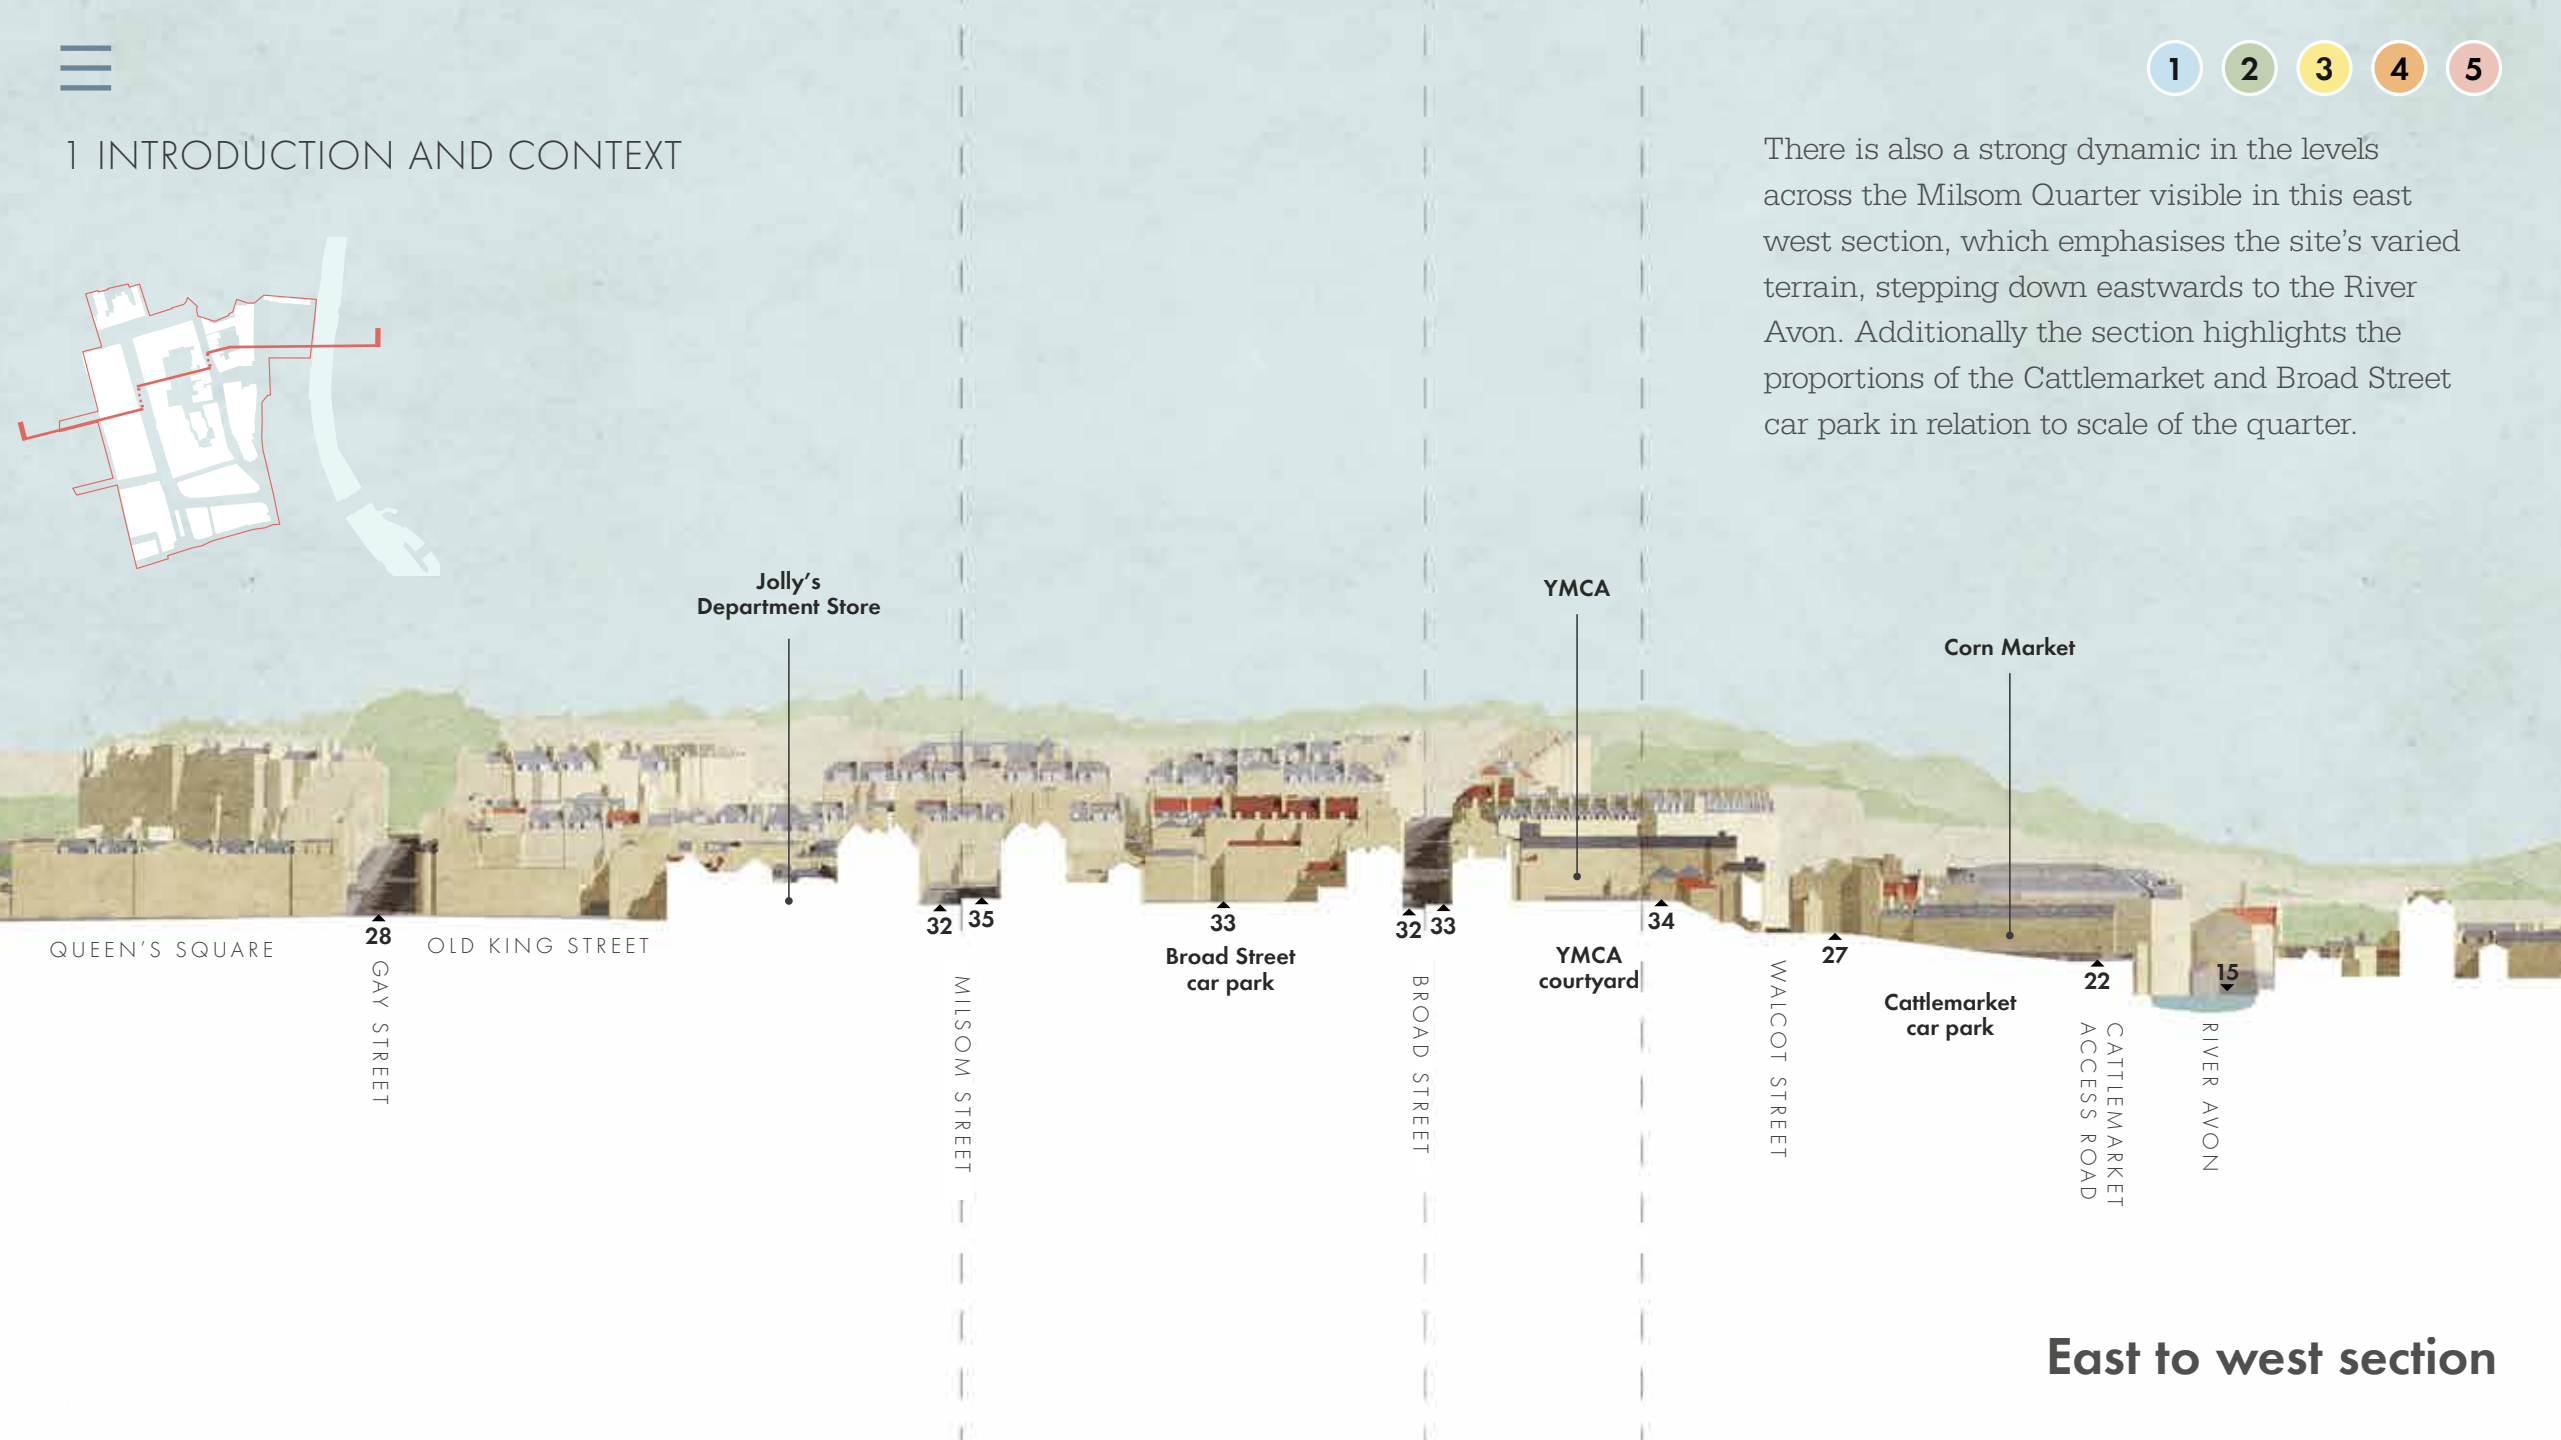 1 2 3 4 5
1 INTRODUCTION AND CONTEXT
There is also a strong dynamic in the levels
across the Milsom Quarter visible in this east
west section, which emphasises the site’s varied
terrain, stepping down eastwards to the River
Avon. Additionally the section highlights the
proportions of the Cattlemarket and Broad Street
car park in relation to scale of the quarter.
Jolly’s
Department Store
YMCA
Corn Market
QUEEN’S SQUARE
28
GAY STREET
OLD KING STREET
32 35
MILSOM STREET
33
Broad Street
car park
32 33
BROAD STREET
YMCA
courtyard
34
WALCOT STREET
27
Cattlemarket
car park
22
CATTLEMARKET
ACCESS ROAD
15
RIVER AVON
East to west section